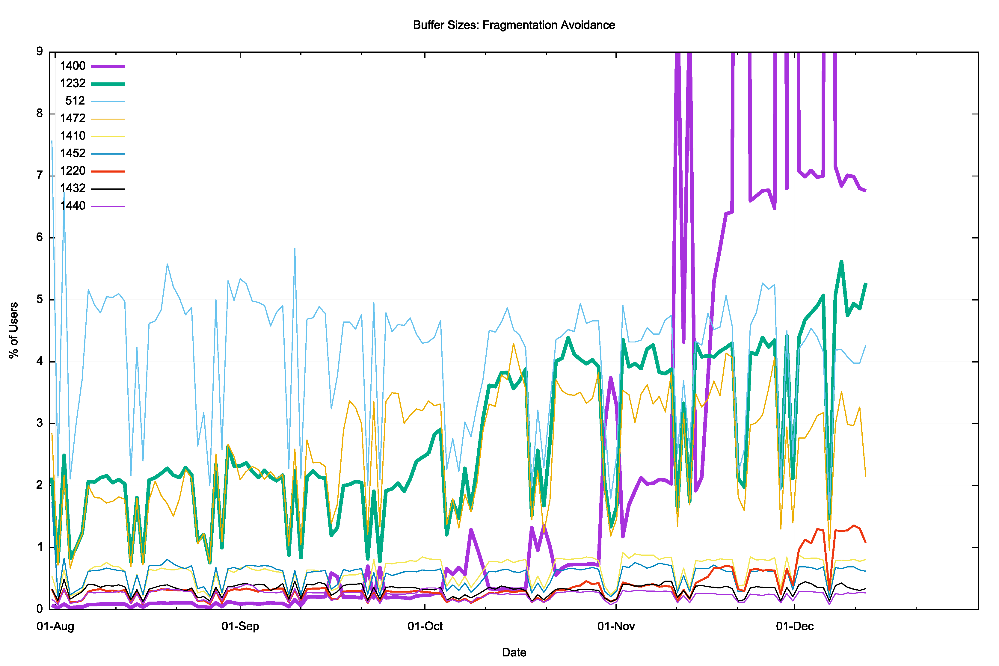 Buffer Sizes: Fragmentation Avoidance
9
8
7
6
5
4
3
2
1
0
% of Users
1400
1232
512
1472
1410
1452
1220
1432
1440
01-Aug
01-Sep
01-Oct
01-Nov
01-Dec
Date